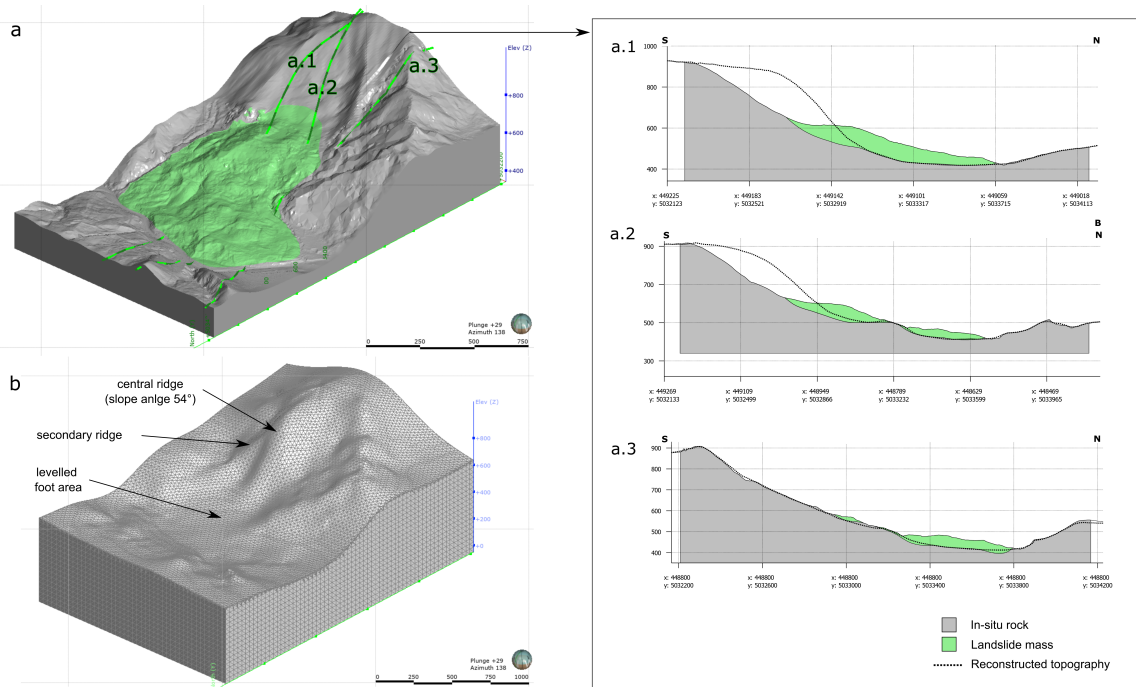 a
a.1
a.2
a.3
Elev (Z)
+800
+600
+400
North
Plunge +29
Azimuth 138
0 250 500 750
b
central ridge
(slope anlge 54°)
secondary ridge
levelled
foot area
Elev (Z)
+800
+600
+400
+200
+0
Plunge +29
Azimuth 138
0 250 500 750 1000
a.1
S N
1000
800
600
400
x: 449225 x: 449183 x: 449142 x: 449101 x: 449059 x: 449018
y: 5032123 y: 5032521 y: 5032919 y: 5033317 y: 5033715 y: 5034113
a.2
B
S N
900
700
500
300
x: 449269 x: 449109 x: 448949 x: 448789 x: 448629 x: 448469
y: 5032133 y: 5032499 y: 5032866 y: 5033232 y: 5033599 y: 5033965
a.3
S N
900
800
700
600
500
400
x: 448800 x: 448800 x: 448800 x: 448800 x: 448800 x: 448800
y: 5032200 y: 5032600 y: 5033000 y: 5033400 y: 5033800 y: 5034200
In-situ rock
Landslide mass
Reconstructed topography